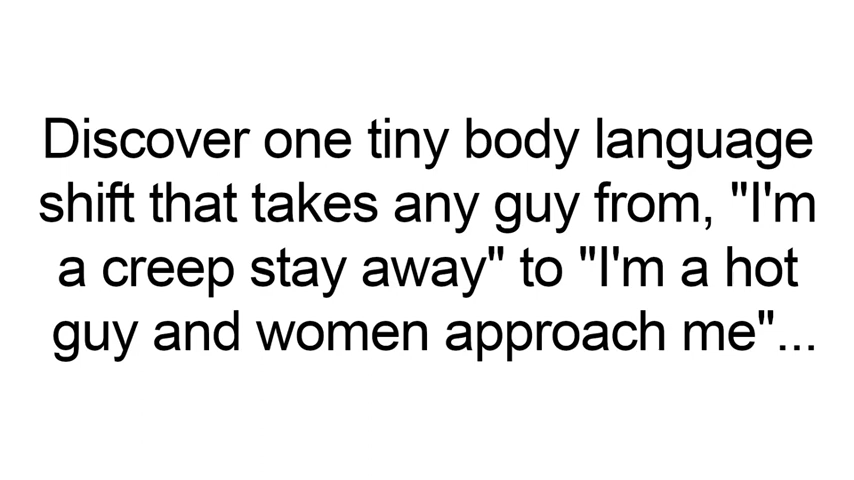 Discover one tiny body language
shift that takes any guy from, "I'm
a creep stay away" to "I'm a hot
guy and women approach me"...